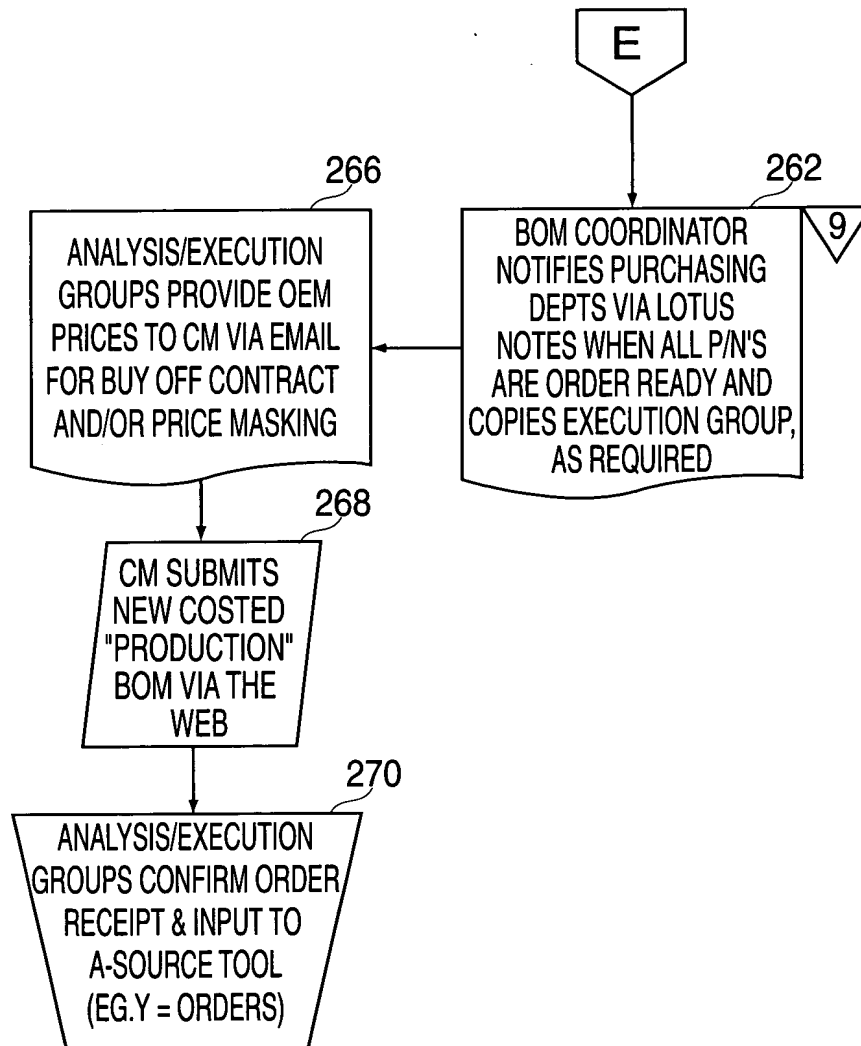 E
262
9
BOM COORDINATOR
NOTIFIES PURCHASING
DEPTS VIA LOTUS
NOTES WHEN ALL P/N'S
ARE ORDER READY AND
COPIES EXECUTION GROUP,
AS REQUIRED
266
ANALYSIS/EXECUTION
GROUPS PROVIDE OEM
PRICES TO CM VIA EMAIL
FOR BUY OFF CONTRACT
AND/OR PRICE MASKING
268
CM SUBMITS
NEW COSTED
"PRODUCTION"
BOM VIA THE
WEB
270
ANALYSIS/EXECUTION
GROUPS CONFIRM ORDER
RECEIPT & INPUT TO
A-SOURCE TOOL
(EG.Y = ORDERS)